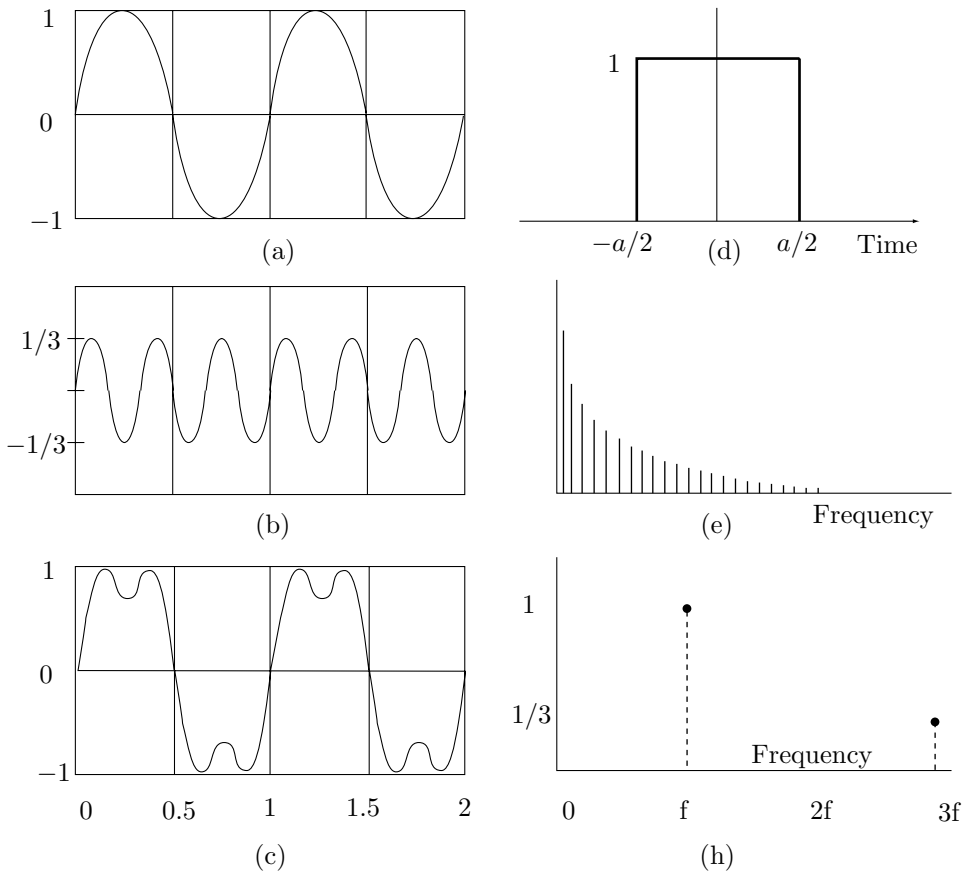 1
0
−1
(a)
1
−a/2
(d)
a/2
Time
1/3
−1/3
(b)
Frequency
(e)
1
0
−1
0
0.5
1
1.5
2
(c)
1
1/3
Frequency
0
f
2f
3f
(h)